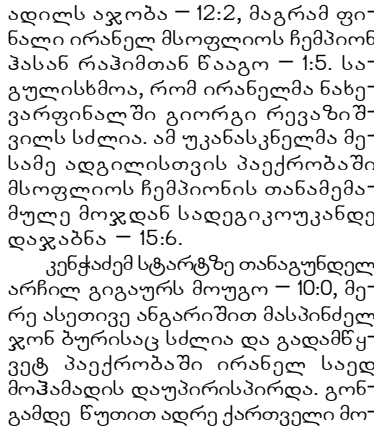 ადილს აჯობა – 12:2, მაგრამ ფი-
ნალი ირანელ მსოფლიოს ჩემპიონ
ჰასან რაჰიმთან წააგო – 1:5. სა-
გულისხმოა, რომ ირანელმა ნახე-
ვარფინალში გიორგი რევაზიშ-
ვილს სძლია. ამ უკანასკნელმა მე-
სამე ადგილისთვის პაექრობაში
მსოფლიოს ჩემპიონის თანამემა-
მულე მოჯდან სადეგიკოუკანდე
დაჯაბნა – 15:6.
კენჭაძემ სტარტზე თანაგუნდელ
არჩილ გიგაურს მოუგო – 10:0, მე-
რე ასეთივე ანგარიშით მასპინძელ
ჯონ ბურისაც სძლია და გადამწყ-
ვეტ პაექრობაში ირანელ საედ
მოჰამადის დაუპირისპირდა. გონ-
გამდე წუთით ადრე ქართველი მო-